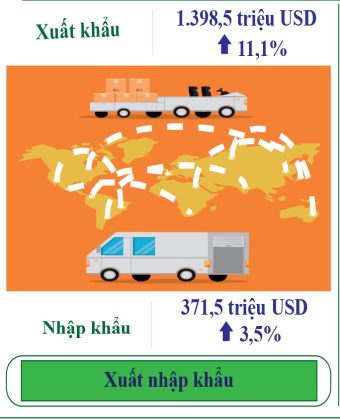 Xuất khẩu
1.398,5 triệu USD
11,1%
371,5 triệu USD
Nhập khẩu
3,5%
Xuất nhập khẩu